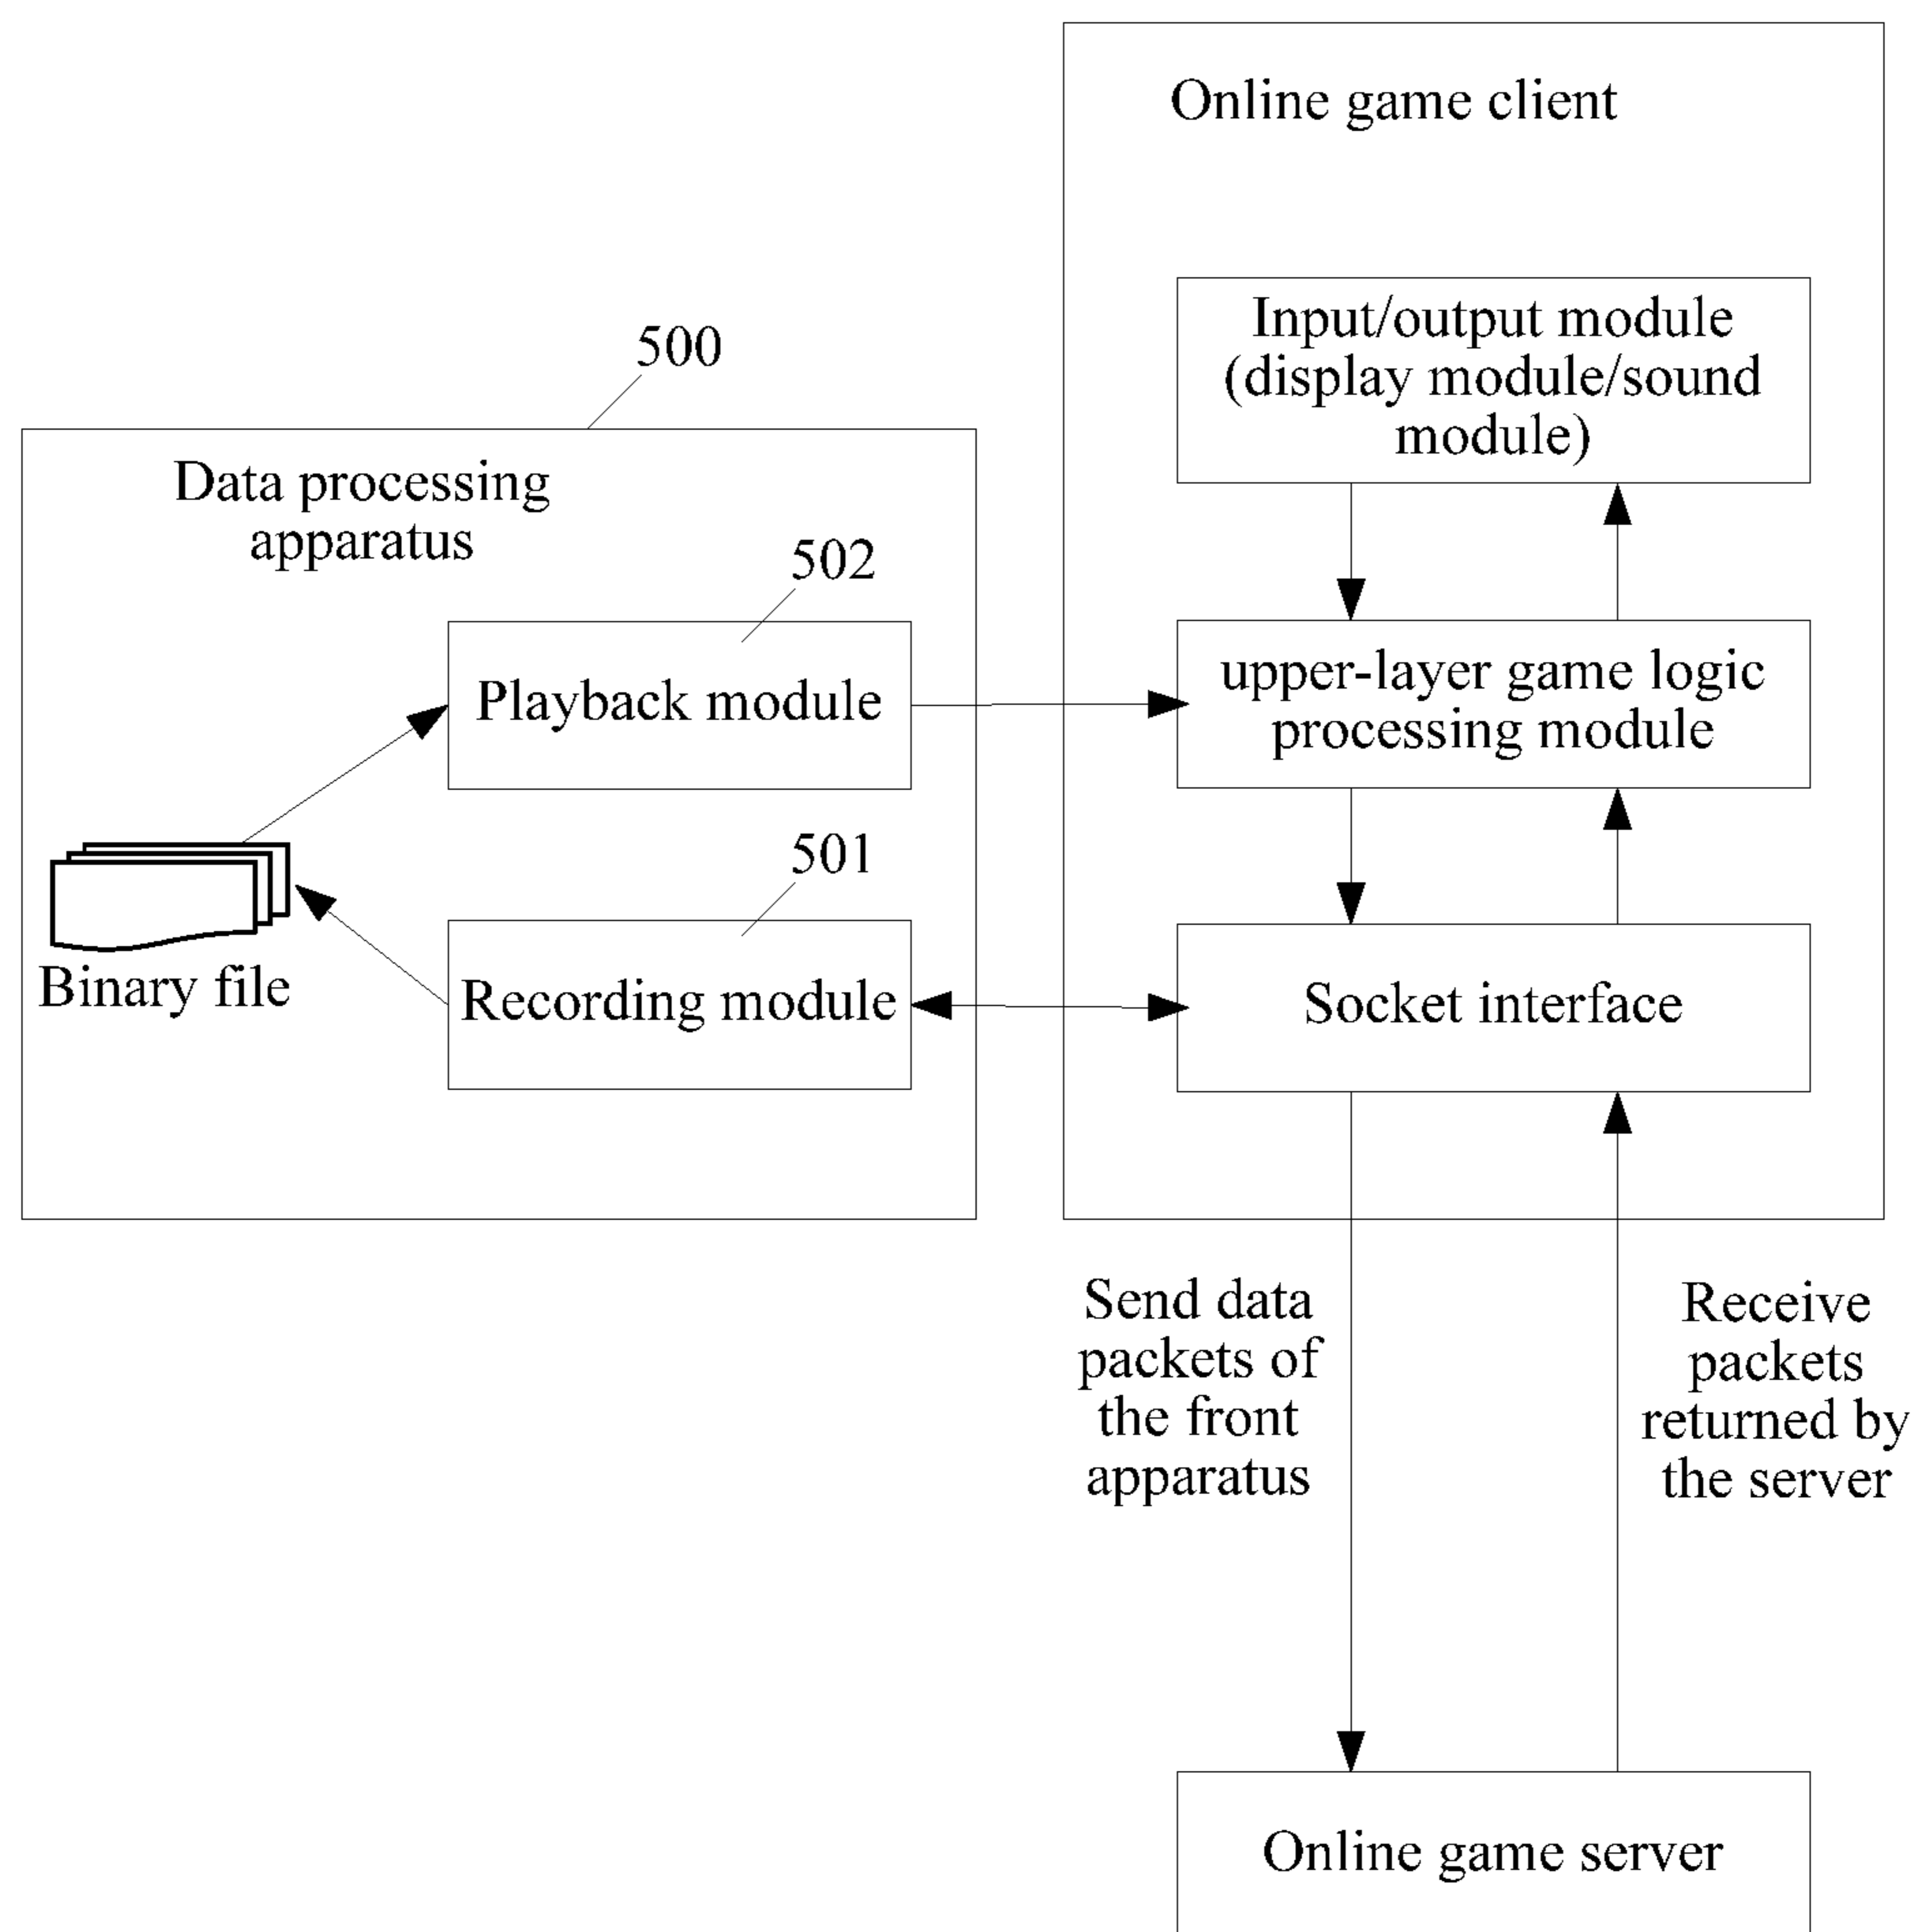 Online game client
Input/output module
(display module/sound
module)
500
Data processing
apparatus
502
Playback module
upper-layer game logic
processing module
501
Binary file
Recording module
Socket interface
Send data
packets of
the front
apparatus
Receive
packets
returned by
the server
Online game server